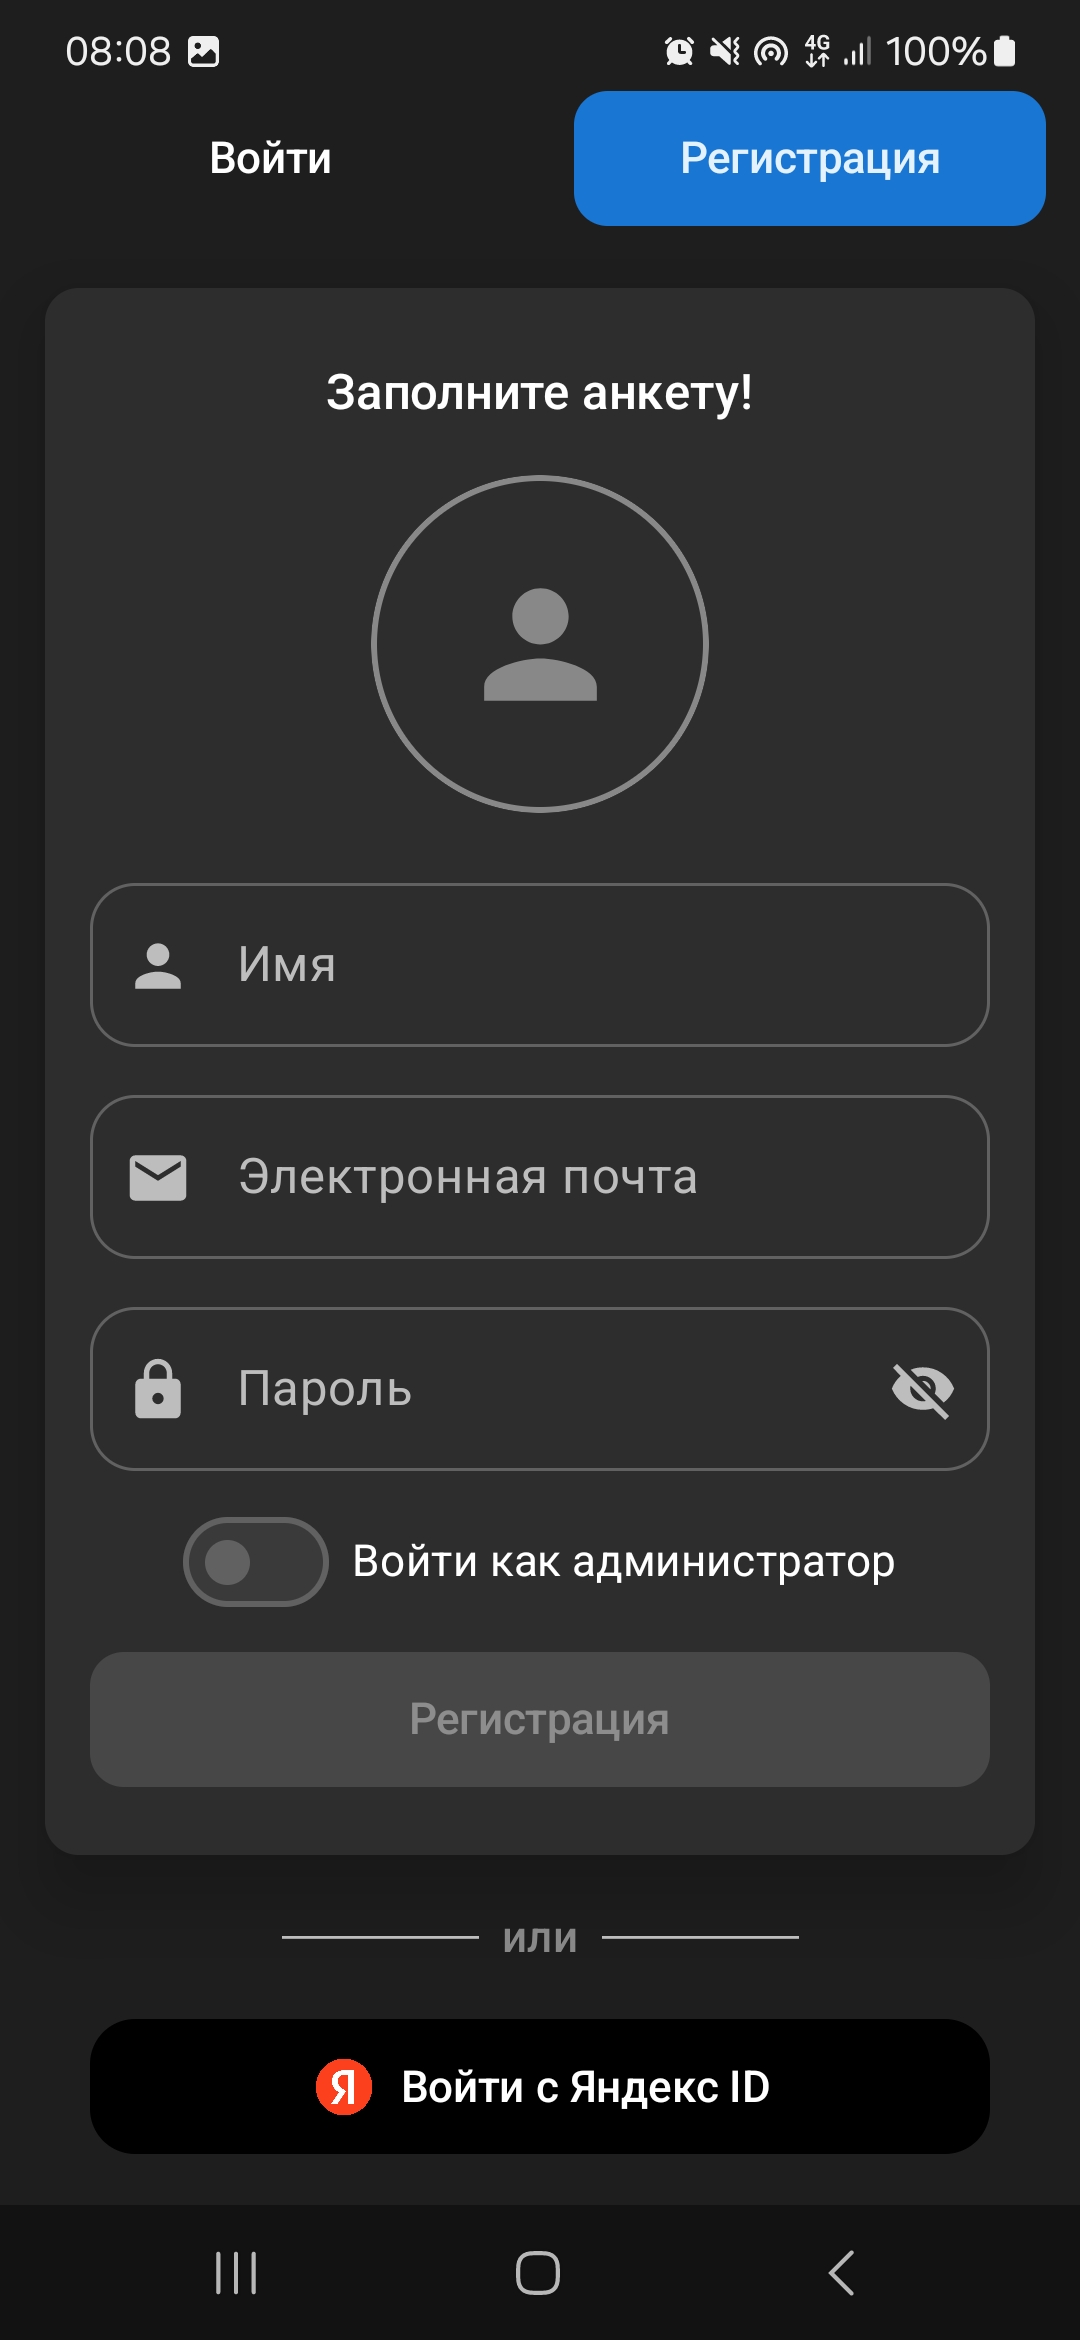 08:08
4G 100%
Войти
Регистрация
Заполните анкету!
Имя
Электронная почта
Пароль
Войти как администратор
Регистрация
или
Я Войти с Яндекс ID